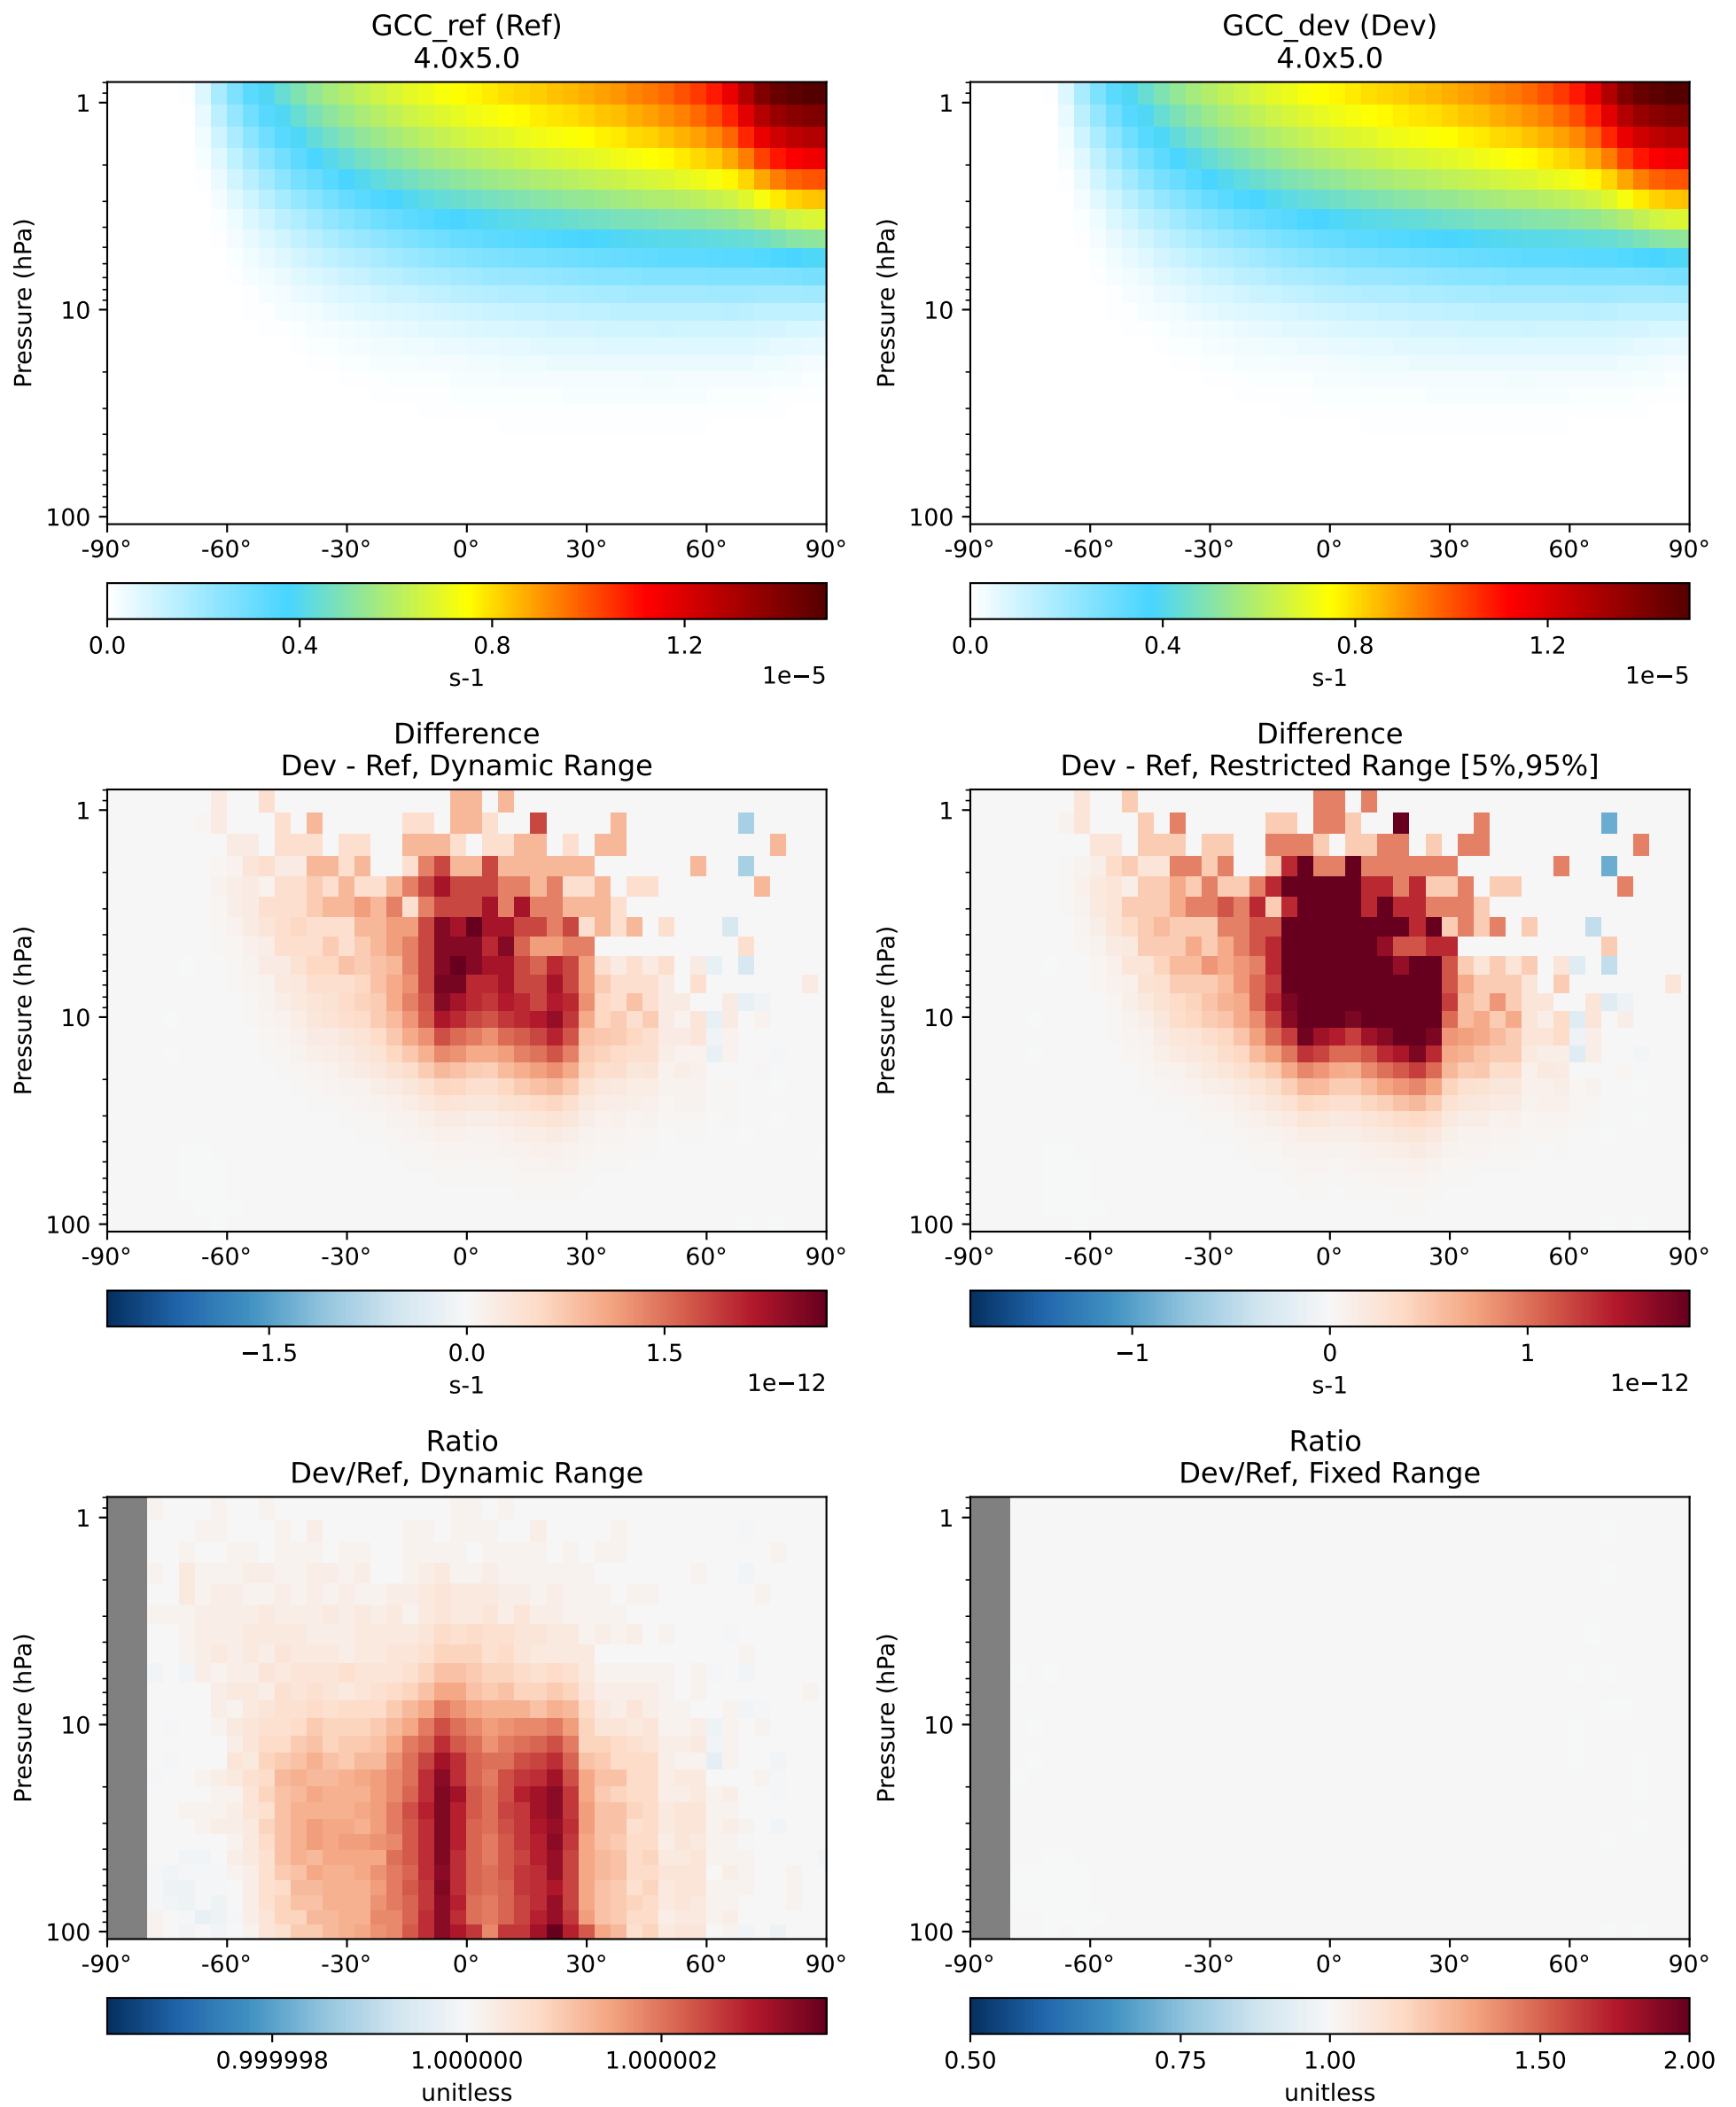 GCC_ref (Ref)
4.0x5.0
Pressure (hPa)
1
10
100
-90° -60° -30° 0° 30° 60° 90°
0.0 0.4 0.8 1.2
s-1
1e−5
GCC_dev (Dev)
4.0x5.0
Pressure (hPa)
1
10
100
-90° -60° -30° 0° 30° 60° 90°
0.0 0.4 0.8 1.2
s-1
1e−5
Difference
Dev - Ref, Dynamic Range
Pressure (hPa)
1
10
100
-90° -60° -30° 0° 30° 60° 90°
−1.5 0.0 1.5
s-1
1e−12
Difference
Dev - Ref, Restricted Range [5%,95%]
Pressure (hPa)
1
10
100
-90° -60° -30° 0° 30° 60° 90°
−1 0 1
s-1
1e−12
Ratio
Dev/Ref, Dynamic Range
Pressure (hPa)
1
10
100
-90° -60° -30° 0° 30° 60° 90°
0.999998 1.000000 1.000002
unitless
Ratio
Dev/Ref, Fixed Range
Pressure (hPa)
1
10
100
-90° -60° -30° 0° 30° 60° 90°
0.50 0.75 1.00 1.50 2.00
unitless